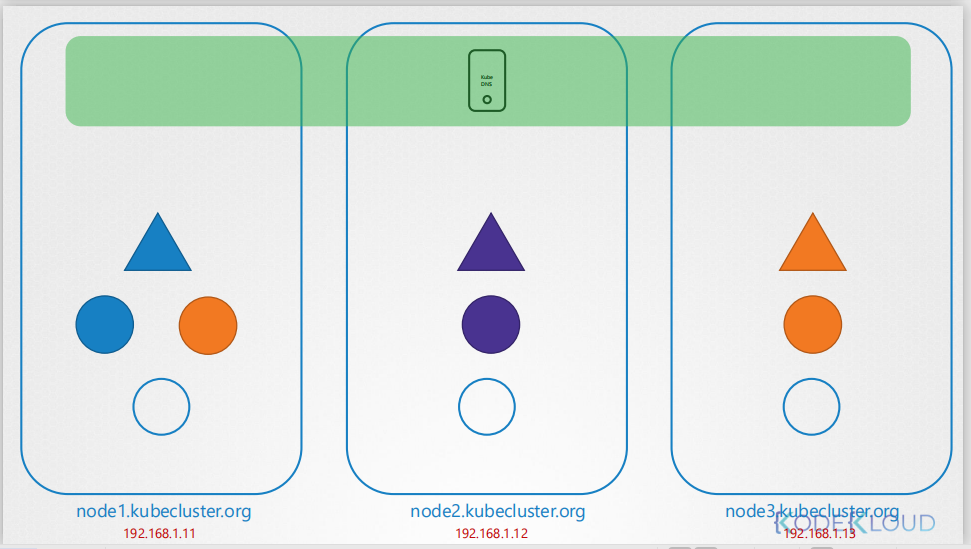 Kube
DNS
node1.kubecluster.org
node2.kubecluster.org
node3.kubecluster.org
192.168.1.11
192.168.1.12
192.168.1.13
KODEKLOUD